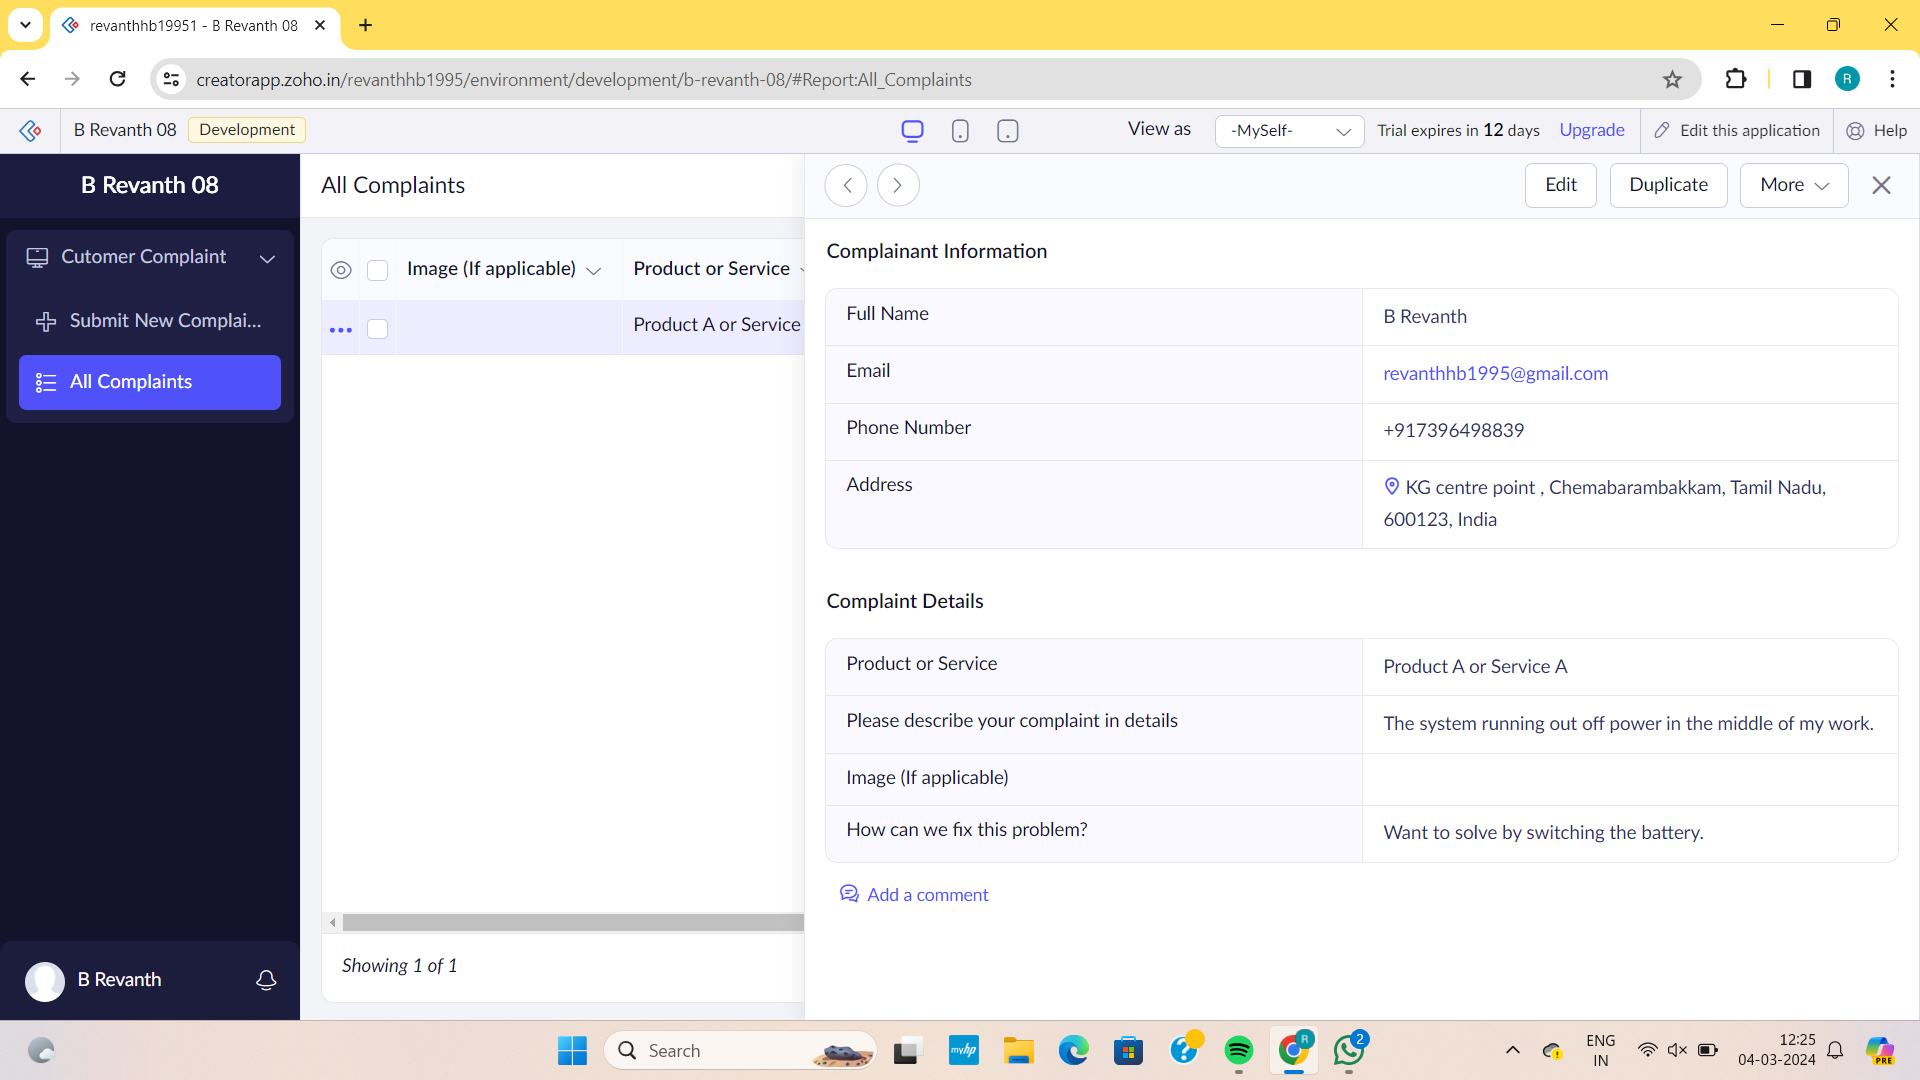 revanthhb19951 - B Revanth 08
creatorapp.zoho.in/revanthhb1995/environment/development/b-revanth-08/#Report:All_Complaints
R
B Revanth 08
Development
View as
-MySelf-
Trial expires in 12 days
Upgrade
Edit this application
Help
B Revanth 08
Cutomer Complaint
Submit New Complai...
All Complaints
B Revanth
All Complaints
Image (If applicable)
Product or Service
Product A or Service
Showing 1 of 1
Edit
Duplicate
More
Complainant Information
Full Name
B Revanth
Email
revanthhb1995@gmail.com
Phone Number
+917396498839
Address
KG centre point , Chemabarambakkam, Tamil Nadu,
600123, India
Complaint Details
Product or Service
Product A or Service A
Please describe your complaint in details
The system running out off power in the middle of my work.
Image (If applicable)
How can we fix this problem?
Want to solve by switching the battery.
Add a comment
Search
myhp
R
2
ENG
IN
12:25
04-03-2024
PRE